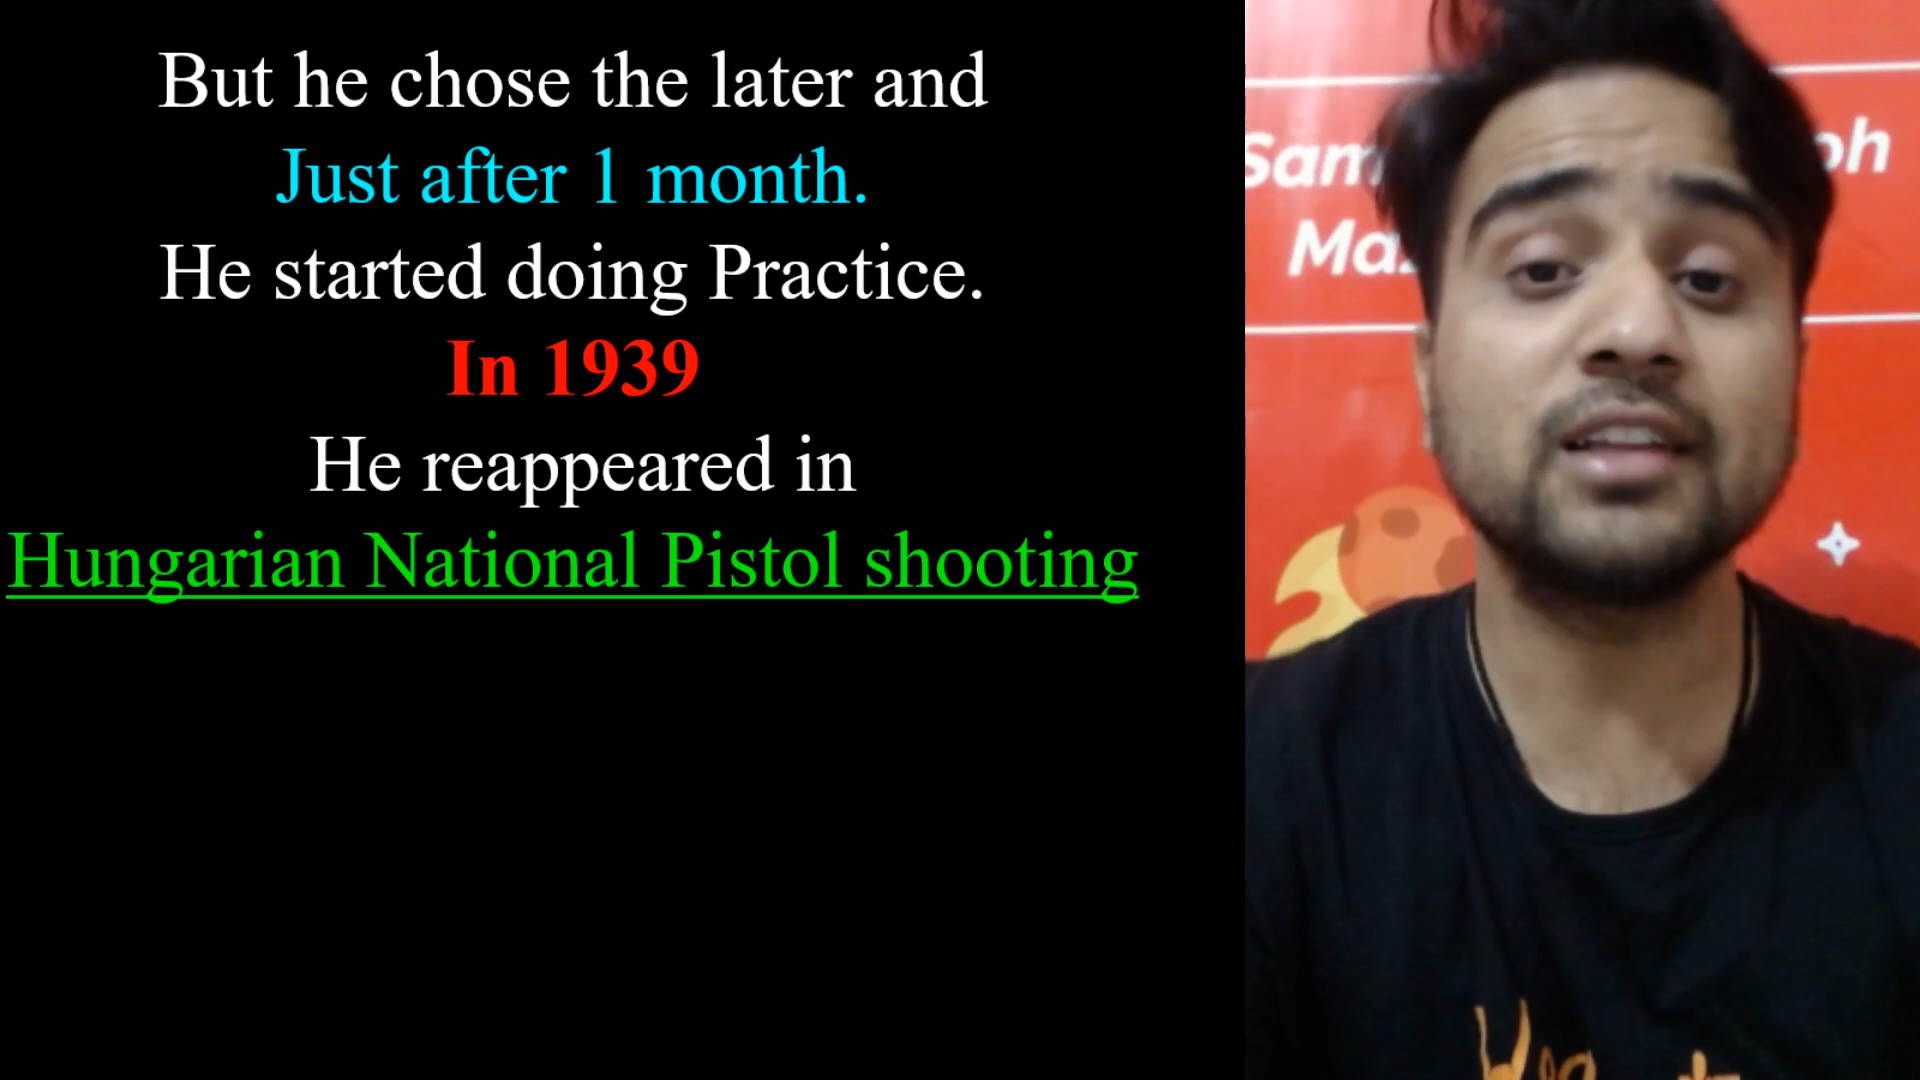 But he chose the later and
Just after 1 month.
He started doing Practice.
In 1939
He reappeared in
Hungarian National Pistol shooting